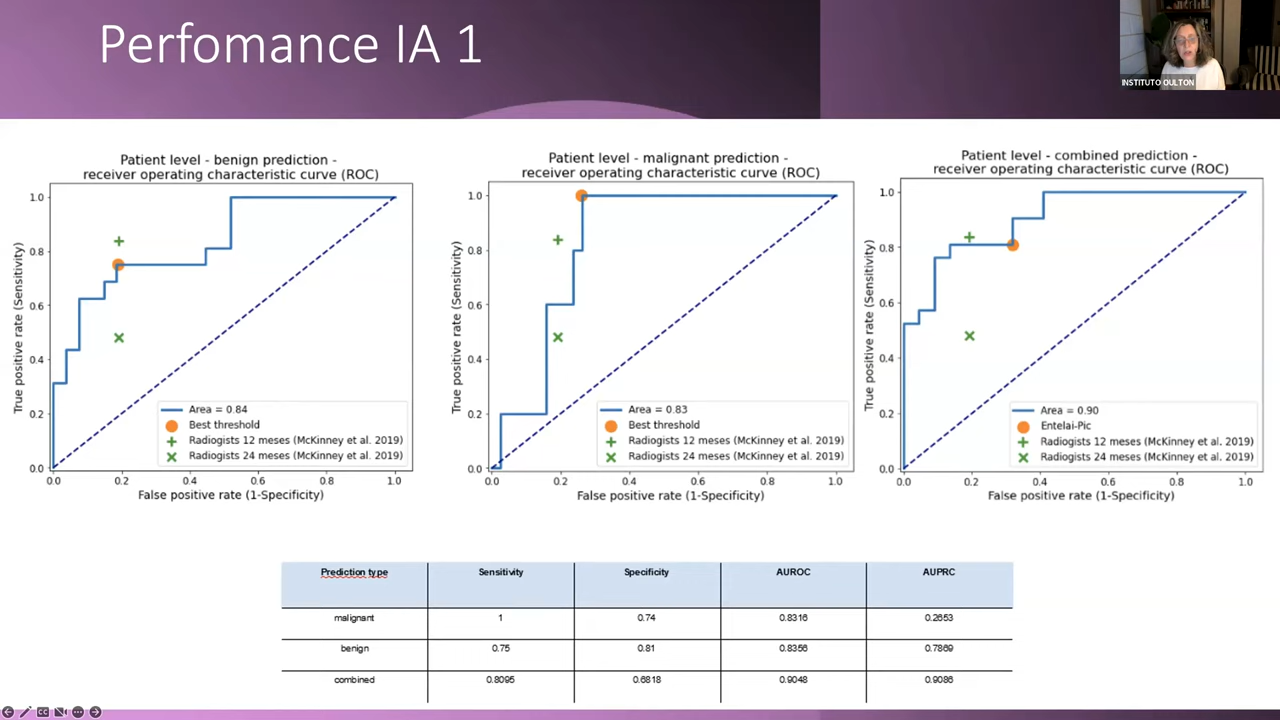 Perfomance IA 1
INSTITUTO OULTON
Patient level - benign prediction -
receiver operating characteristic curve (ROC)
True positive rate (Sensitivity)
1.0
0.8
0.6
0.4
0.2
0.0
Area = 0.84
Best threshold
Radiogists 12 meses (McKinney et al. 2019)
Radiogists 24 meses (McKinney et al. 2019)
0.0 0.2 0.4 0.6 0.8 1.0
False positive rate (1-Specificity)
Patient level - malignant prediction -
receiver operating characteristic curve (ROC)
True positive rate (Sensitivity)
1.0
0.8
0.6
0.4
0.2
0.0
Area = 0.83
Best threshold
Radiogists 12 meses (McKinney et al. 2019)
Radiogists 24 meses (McKinney et al. 2019)
0.0 0.2 0.4 0.6 0.8 1.0
False positive rate (1-Specificity)
Patient level - combined prediction -
receiver operating characteristic curve (ROC)
True positive rate (Sensitivity)
1.0
0.8
0.6
0.4
0.2
0.0
Area = 0.90
Entelai-Pic
Radiogists 12 meses (McKinney et al. 2019)
Radiogists 24 meses (McKinney et al. 2019)
0.0 0.2 0.4 0.6 0.8 1.0
False positive rate (1-Specificity)
Prediction type Sensitivity Specificity AUROC AUPRC
malignant 1 0.74 0.8316 0.2653
benign 0.75 0.81 0.8356 0.7869
combined 0.8095 0.6818 0.9048 0.9086